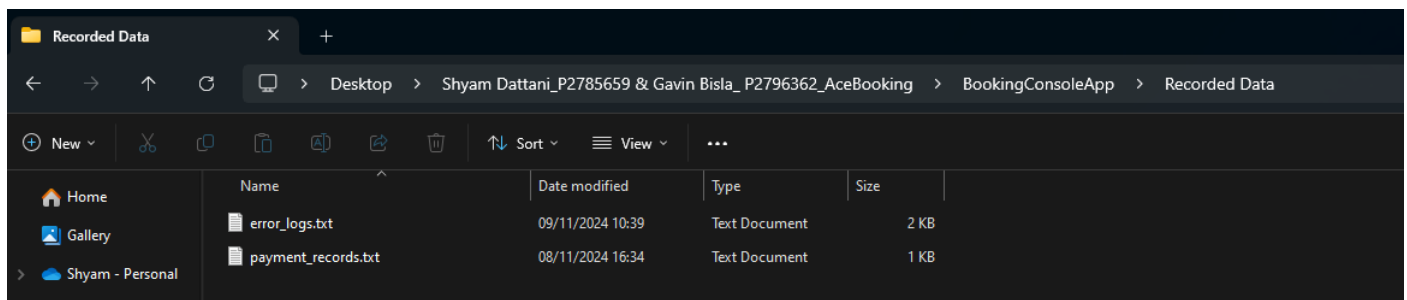 Recorded Data
Desktop > Shyam Dattani_P2785659 & Gavin Bisla_ P2796362_AceBooking > BookingConsoleApp > Recorded Data
New Sort View
Home
Gallery
Shyam - Personal
Name Date modified Type Size
error_logs.txt 09/11/2024 10:39 Text Document 2 KB
payment_records.txt 08/11/2024 16:34 Text Document 1 KB